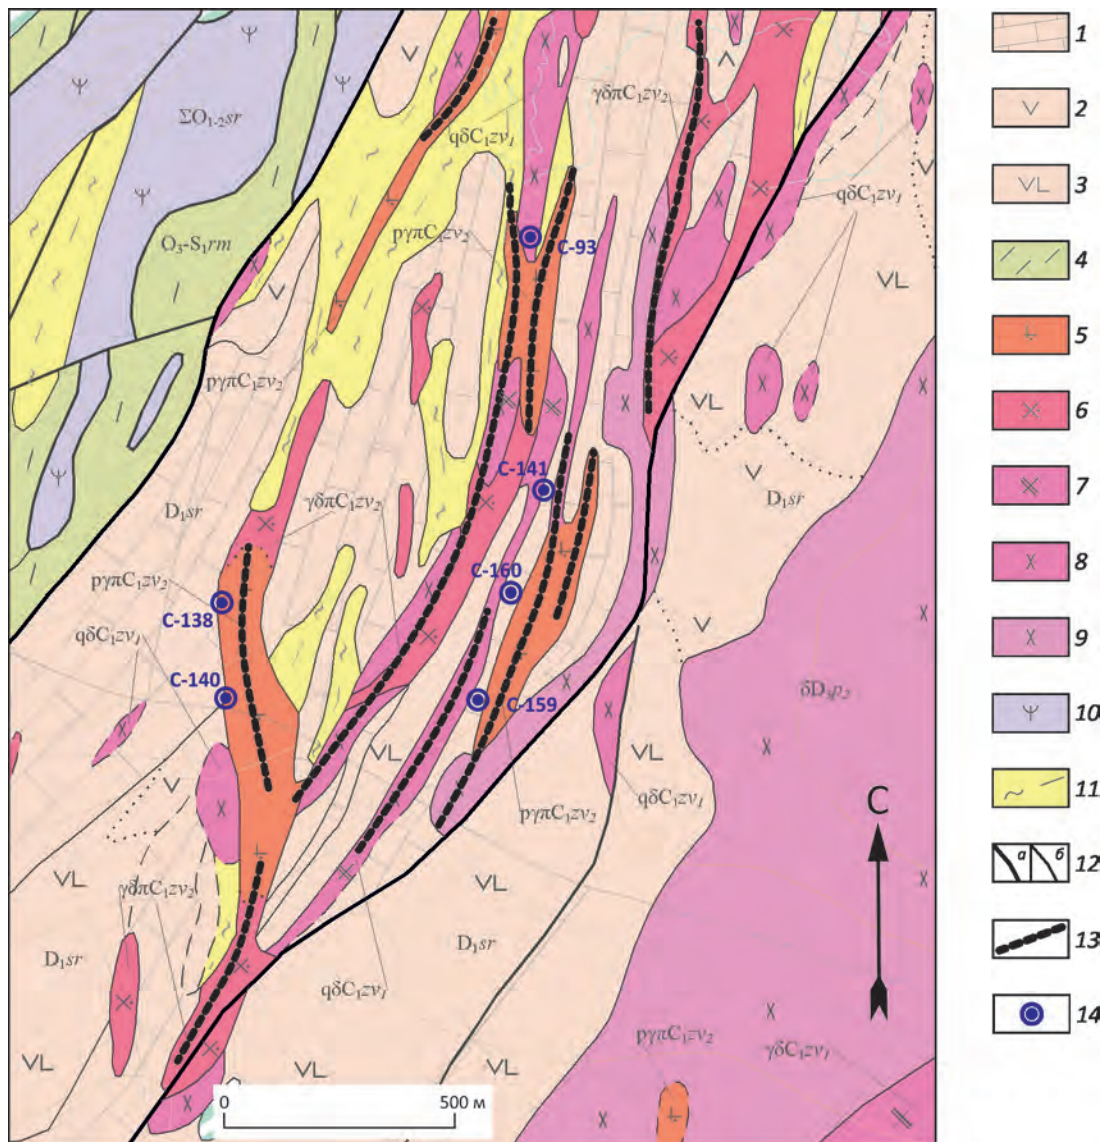 1
2
VL
3
4
5
6
7
8
9
10
11
а б 12
13
14
ΣO₁₋₂sr
γδπC₁zv₂
qδC₁zv₁
qδC₁zv₁
O₃-S₁rm
pγπC₁zv₂
C-93
VL
pγπC₁zv₂
VL
C-141
D₁sr
D₁sr
γδπC₁zv₂
pγπC₁zv₂
C-160
C-138
qδC₁zv₁
C-140
δD₃p₂
C-159
VL
VL
qδC₁zv₁
pγπC₁zv₂
C
VL
VL
γδπC₁zv₂
D₁sr
D₁sr
qδC₁zv₁
pγπC₁zv₂
γδC₁zv₁
VL
VL
0 500 м